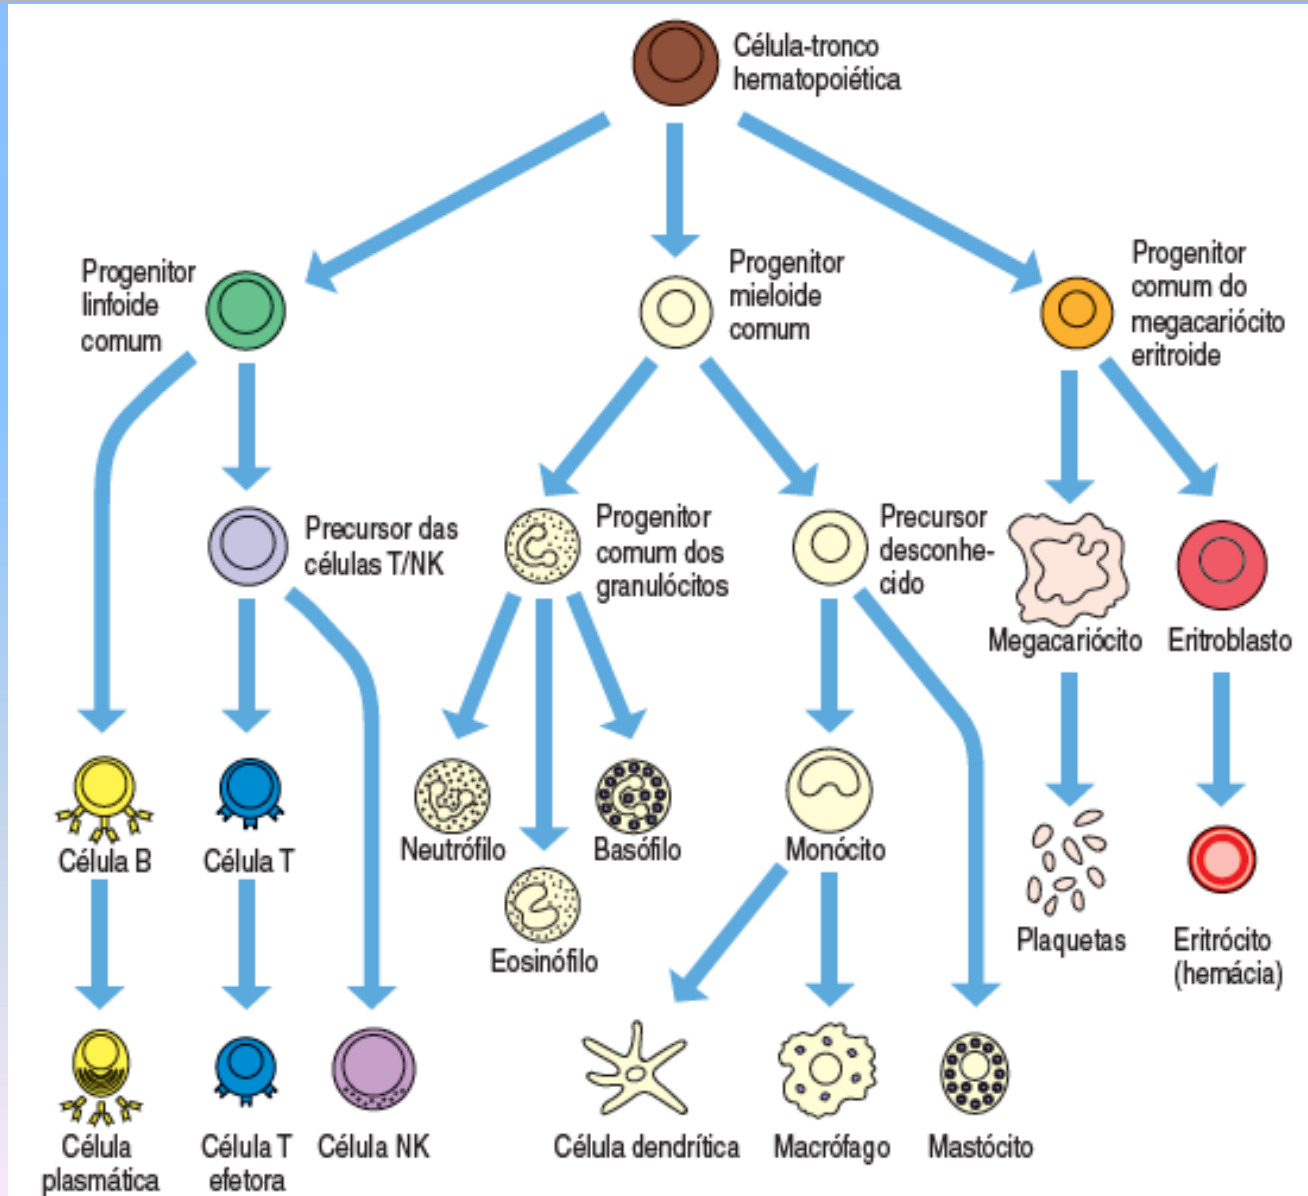 Célula-tronco
hematopoiética
Progenitor
linfoide
comum
Progenitor
mieloide
comum
Progenitor
comum do
megacariócito
eritroide
Precursor das
células T/NK
Progenitor
comum dos
granulócitos
Precursor
desconhe-
cido
Megacariócito
Eritroblasto
Célula B
Célula T
Neutrófilo
Eosinófilo
Basófilo
Monócito
Plaquetas
Eritrócito
(hemácia)
Célula
plasmática
Célula T
efetora
Célula NK
Célula dendrítica
Macrófago
Mastócito